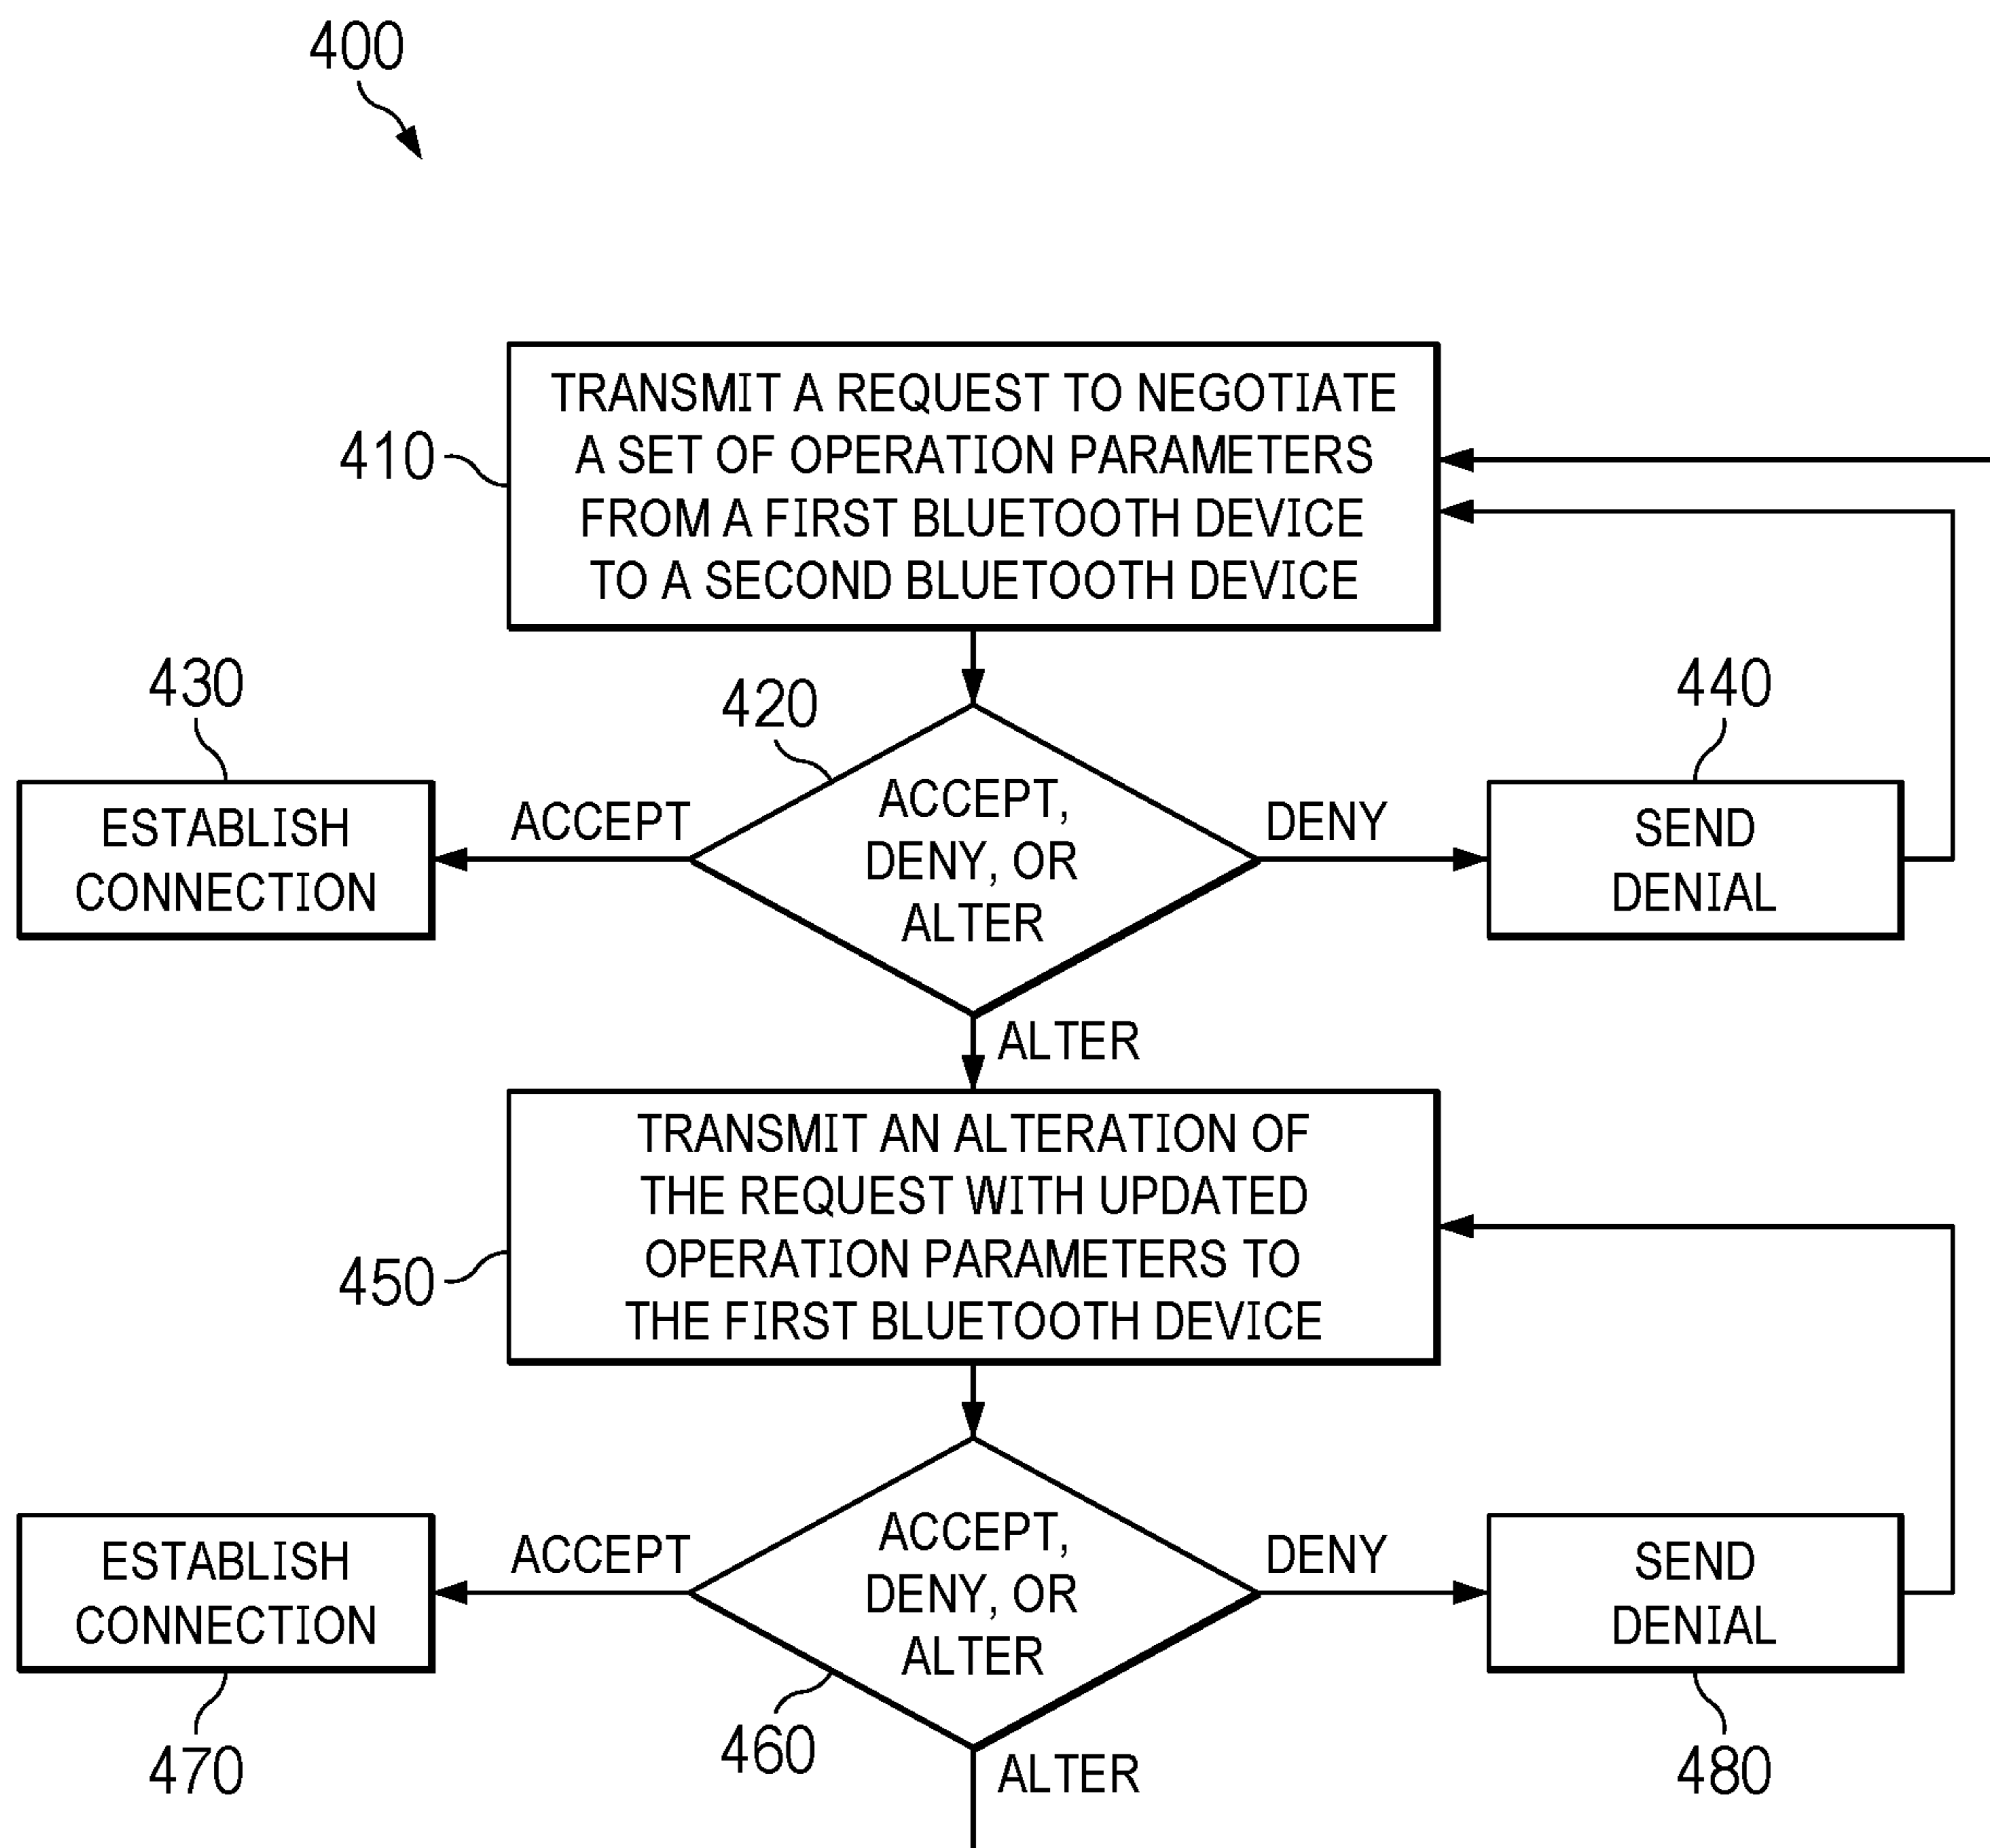 400
TRANSMIT A REQUEST TO NEGOTIATE
A SET OF OPERATION PARAMETERS
FROM A FIRST BLUETOOTH DEVICE
TO A SECOND BLUETOOTH DEVICE
410
430
420
440
ESTABLISH
CONNECTION
ACCEPT
ACCEPT,
DENY, OR
ALTER
DENY
SEND
DENIAL
ALTER
TRANSMIT AN ALTERATION OF
THE REQUEST WITH UPDATED
OPERATION PARAMETERS TO
THE FIRST BLUETOOTH DEVICE
450
ESTABLISH
CONNECTION
ACCEPT
ACCEPT,
DENY, OR
ALTER
DENY
SEND
DENIAL
470
460
ALTER
480